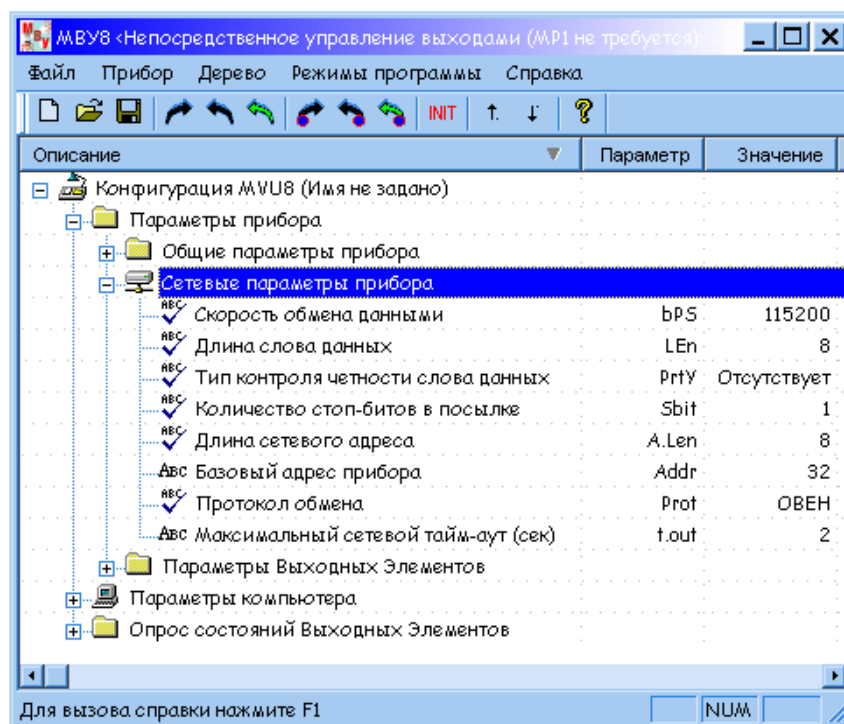 МВУ8 <Непосредственное управление выходами (МР1 не требуется) -
Файл Прибор Дерево Режимы программы Справка
INIT
Описание Параметр Значение
Конфигурация MVU8 (Имя не задано)
Параметры прибора
Общие параметры прибора
Сетевые параметры прибора
Скорость обмена данными bPS 115200
Длина слова данных LEn 8
Тип контроля четности слова данных PrtY Отсутствует
Количество стоп-битов в посылке Sbit 1
Длина сетевого адреса A.Len 8
Базовый адрес прибора Addr 32
Протокол обмена Prot ОВЕН
Максимальный сетевой тайм-аут (сек) t.out 2
Параметры Выходных Элементов
Параметры компьютера
Опрос состояний Выходных Элементов
Для вызова справки нажмите F1 NUM